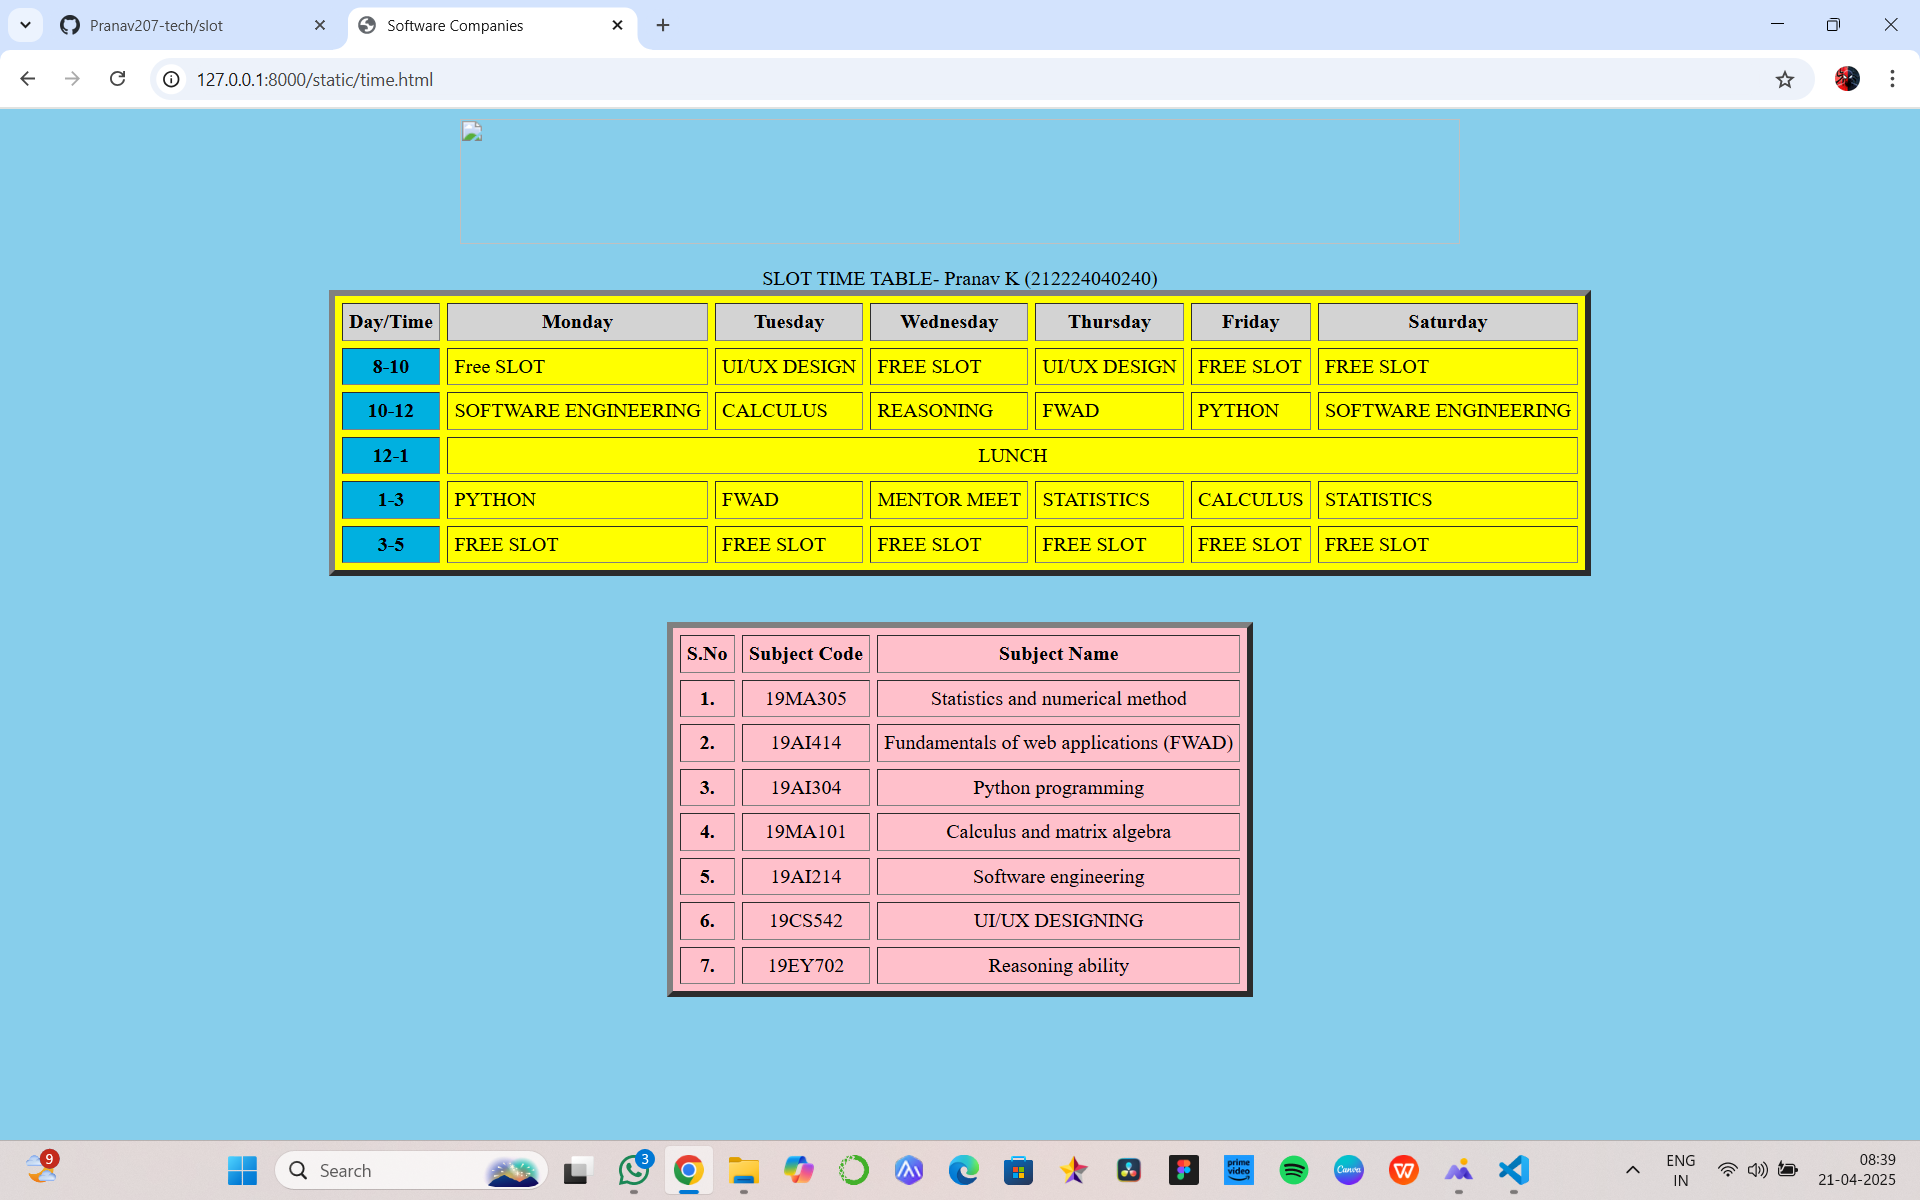 Pranav207-tech/slot
Software Companies
127.0.0.1:8000/static/time.html
SLOT TIME TABLE- Pranav K (212224040240)
Day/Time Monday Tuesday Wednesday Thursday Friday Saturday
8-10 Free SLOT UI/UX DESIGN FREE SLOT UI/UX DESIGN FREE SLOT FREE SLOT
10-12 SOFTWARE ENGINEERING CALCULUS REASONING FWAD PYTHON SOFTWARE ENGINEERING
12-1 LUNCH
1-3 PYTHON FWAD MENTOR MEET STATISTICS CALCULUS STATISTICS
3-5 FREE SLOT FREE SLOT FREE SLOT FREE SLOT FREE SLOT FREE SLOT
S.No Subject Code Subject Name
1. 19MA305 Statistics and numerical method
2. 19AI414 Fundamentals of web applications (FWAD)
3. 19AI304 Python programming
4. 19MA101 Calculus and matrix algebra
5. 19AI214 Software engineering
6. 19CS542 UI/UX DESIGNING
7. 19EY702 Reasoning ability
9
Search
3
prime video
Canva
W
ENG
IN
08:39
21-04-2025